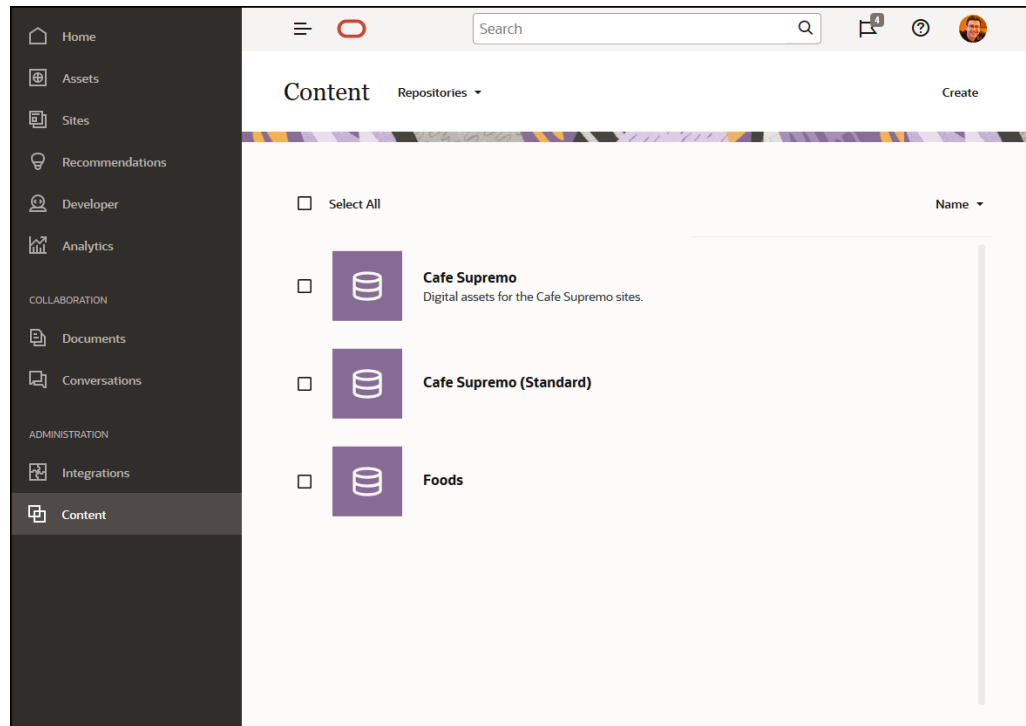 Home
Assets
Sites
Recommendations
Developer
Analytics
COLLABORATION
Documents
Conversations
ADMINISTRATION
Integrations
Content
Search
4
Content Repositories
Create
Select All
Name
Cafe Supremo
Digital assets for the Cafe Supremo sites.
Cafe Supremo (Standard)
Foods